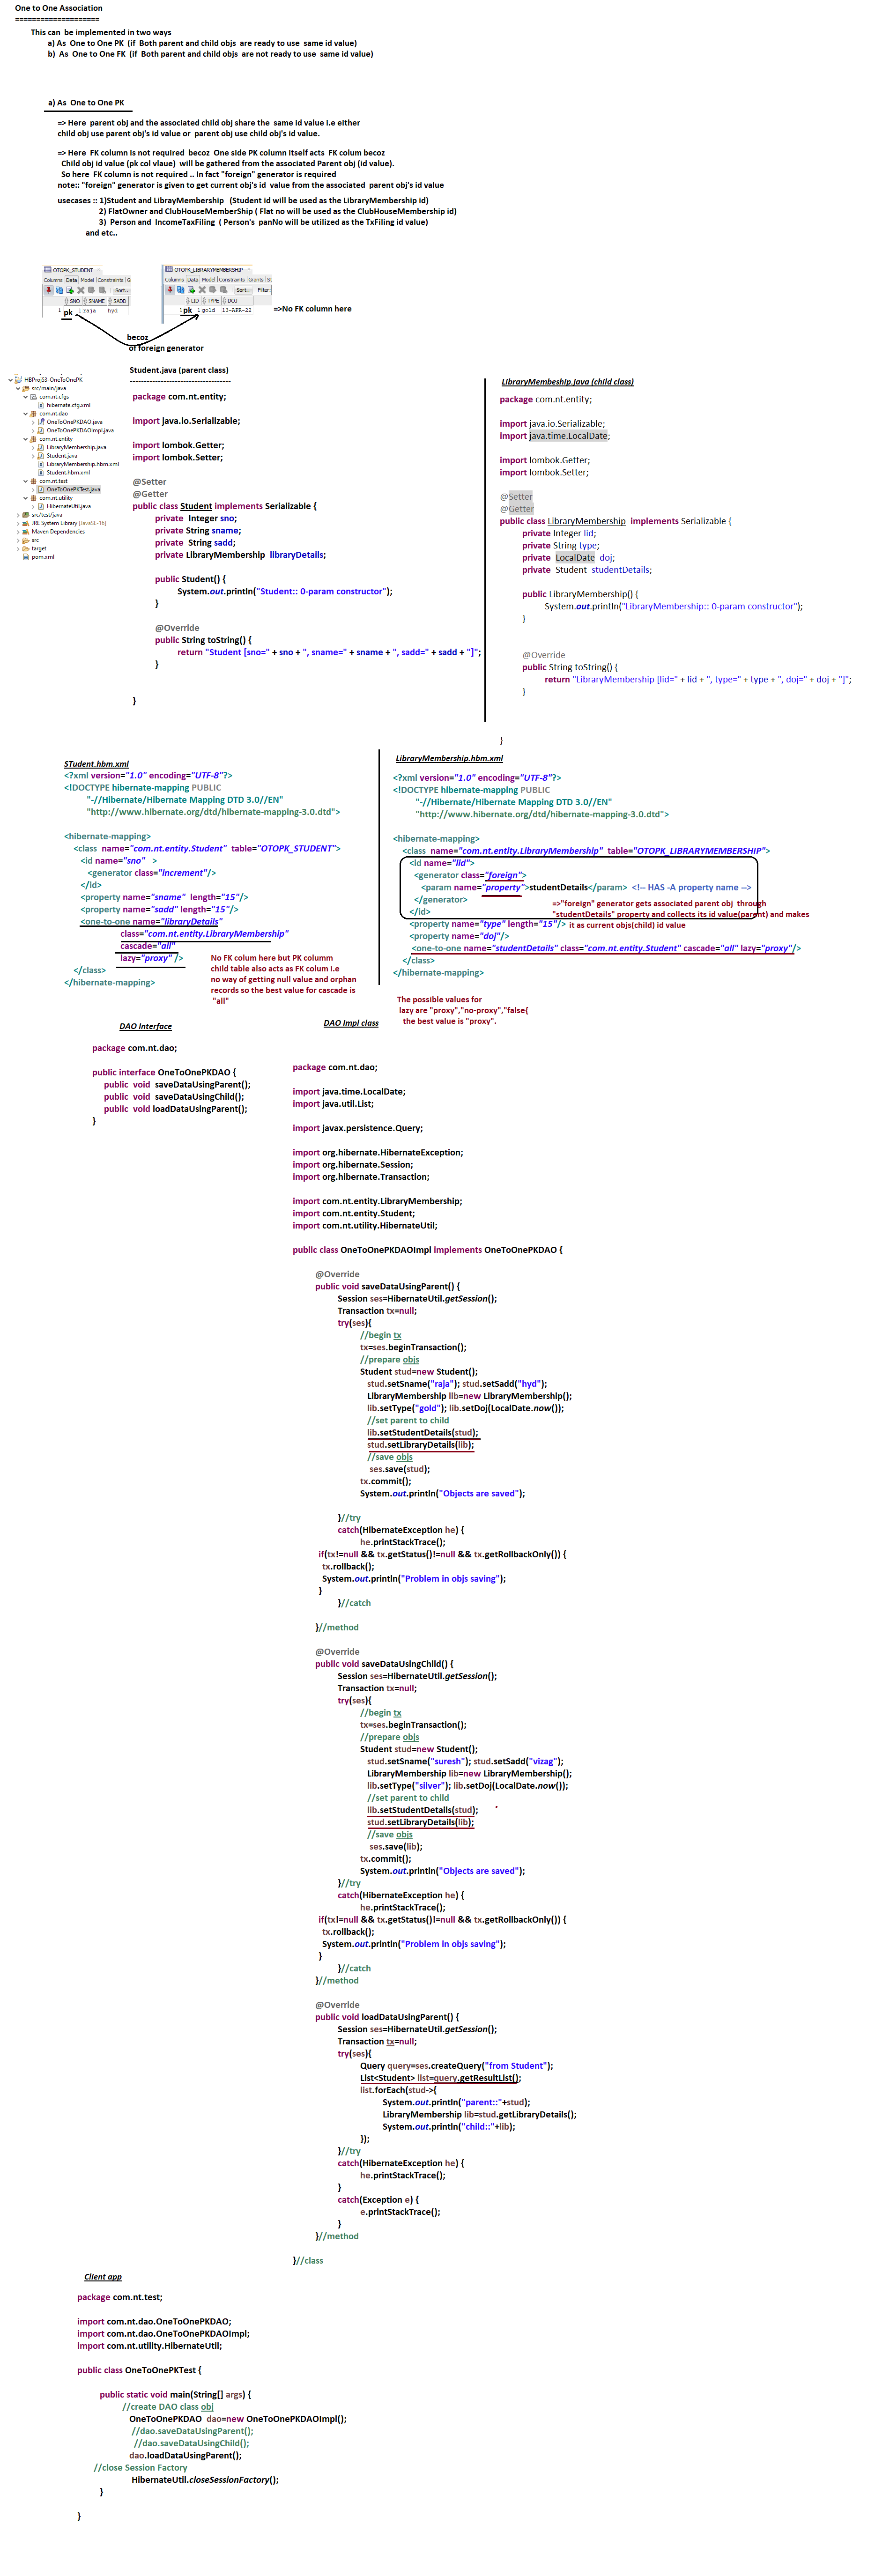 One to One Association
====================
This can be implemented in two ways
a) As One to One PK (if Both parent and child objs are ready to use same id value)
b) As One to One FK (if Both parent and child objs are not ready to use same id value)
a) As One to One PK
=> Here parent obj and the associated child obj share the same id value i.e either
child obj use parent obj's id value or parent obj use child obj's id value.
=> Here FK column is not required becoz One side PK column itself acts FK colum becoz
Child obj id value (pk col vlaue) will be gathered from the associated Parent obj (id value).
So here FK column is not required .. In fact "foreign" generator is required
note:: "foreign" generator is given to get current obj's id value from the associated parent obj's id value
usecases :: 1)Student and LibrayMembership (Student id will be used as the LibraryMembership id)
2) FlatOwner and ClubHouseMemberShip ( Flat no will be used as the ClubHouseMembership id)
3) Person and IncomeTaxFiling ( Person's panNo will be utilized as the TxFiling id value)
and etc..
OTOPK_STUDENT
Columns Data Model Constraints G
Sort..
SNO SNAME SADD
1 pk 1 raja hyd
OTOPK_LIBRARYMEMBERSHIP
Columns Data Model Constraints Grants St
Sort.. Filter:
LID TYPE DOJ
1 pk 1 gold 13-APR-22
=>No FK column here
becoz
of foreign generator
HBProj53-OneToOnePK
src/main/java
com.nt.cfgs
hibernate.cfg.xml
com.nt.dao
OneToOnePKDAO.java
OneToOnePKDAOImpl.java
com.nt.entity
LibraryMembership.java
Student.java
LibraryMembership.hbm.xml
Student.hbm.xml
com.nt.test
OneToOnePKTest.java
com.nt.utility
HibernateUtil.java
src/test/java
JRE System Library [JavaSE-16]
Maven Dependencies
src
target
pom.xml
Student.java (parent class)
------------------------------------
package com.nt.entity;
import java.io.Serializable;
import lombok.Getter;
import lombok.Setter;
@Setter
@Getter
public class Student implements Serializable {
private Integer sno;
private String sname;
private String sadd;
private LibraryMembership libraryDetails;
public Student() {
System.out.println("Student:: 0-param constructor");
}
@Override
public String toString() {
return "Student [sno=" + sno + ", sname=" + sname + ", sadd=" + sadd + "]";
}
}
LibraryMembeship.java (child class)
package com.nt.entity;
import java.io.Serializable;
import java.time.LocalDate;
import lombok.Getter;
import lombok.Setter;
@Setter
@Getter
public class LibraryMembership implements Serializable {
private Integer lid;
private String type;
private LocalDate doj;
private Student studentDetails;
public LibraryMembership() {
System.out.println("LibraryMembership:: 0-param constructor");
}
@Override
public String toString() {
return "LibraryMembership [lid=" + lid + ", type=" + type + ", doj=" + doj + "]";
}
}
STudent.hbm.xml
<?xml version="1.0" encoding="UTF-8"?>
<!DOCTYPE hibernate-mapping PUBLIC
"-//Hibernate/Hibernate Mapping DTD 3.0//EN"
"http://www.hibernate.org/dtd/hibernate-mapping-3.0.dtd">
<hibernate-mapping>
<class name="com.nt.entity.Student" table="OTOPK_STUDENT">
<id name="sno" >
<generator class="increment"/>
</id>
<property name="sname" length="15"/>
<property name="sadd" length="15"/>
<one-to-one name="libraryDetails"
class="com.nt.entity.LibraryMembership"
cascade="all"
lazy="proxy" />
</class>
</hibernate-mapping>
No FK colum here but PK columm
child table also acts as FK colum i.e
no way of getting null value and orphan
records so the best value for cascade is
"all"
LibraryMembership.hbm.xml
<?xml version="1.0" encoding="UTF-8"?>
<!DOCTYPE hibernate-mapping PUBLIC
"-//Hibernate/Hibernate Mapping DTD 3.0//EN"
"http://www.hibernate.org/dtd/hibernate-mapping-3.0.dtd">
<hibernate-mapping>
<class name="com.nt.entity.LibraryMembership" table="OTOPK_LIBRARYMEMBERSHIP">
<id name="lid">
<generator class="foreign">
<param name="property">studentDetails</param> <!-- HAS -A property name -->
</generator>
</id>
=>"foreign" generator gets associated parent obj through
"studentDetails" property and collects its id value(parent) and makes
it as current objs(child) id value
<property name="type" length="15"/>
<property name="doj"/>
<one-to-one name="studentDetails" class="com.nt.entity.Student" cascade="all" lazy="proxy"/>
</class>
</hibernate-mapping>
The possible values for
lazy are "proxy","no-proxy","false{
the best value is "proxy".
DAO Interface
package com.nt.dao;
public interface OneToOnePKDAO {
public void saveDataUsingParent();
public void saveDataUsingChild();
public void loadDataUsingParent();
}
DAO Impl class
package com.nt.dao;
import java.time.LocalDate;
import java.util.List;
import javax.persistence.Query;
import org.hibernate.HibernateException;
import org.hibernate.Session;
import org.hibernate.Transaction;
import com.nt.entity.LibraryMembership;
import com.nt.entity.Student;
import com.nt.utility.HibernateUtil;
public class OneToOnePKDAOImpl implements OneToOnePKDAO {
@Override
public void saveDataUsingParent() {
Session ses=HibernateUtil.getSession();
Transaction tx=null;
try(ses){
//begin tx
tx=ses.beginTransaction();
//prepare objs
Student stud=new Student();
stud.setSname("raja"); stud.setSadd("hyd");
LibraryMembership lib=new LibraryMembership();
lib.setType("gold"); lib.setDoj(LocalDate.now());
//set parent to child
lib.setStudentDetails(stud);
stud.setLibraryDetails(lib);
//save objs
ses.save(stud);
tx.commit();
System.out.println("Objects are saved");
}//try
catch(HibernateException he) {
he.printStackTrace();
if(tx!=null && tx.getStatus()!=null && tx.getRollbackOnly()) {
tx.rollback();
System.out.println("Problem in objs saving");
}
}//catch
}//method
@Override
public void saveDataUsingChild() {
Session ses=HibernateUtil.getSession();
Transaction tx=null;
try(ses){
//begin tx
tx=ses.beginTransaction();
//prepare objs
Student stud=new Student();
stud.setSname("suresh"); stud.setSadd("vizag");
LibraryMembership lib=new LibraryMembership();
lib.setType("silver"); lib.setDoj(LocalDate.now());
//set parent to child
lib.setStudentDetails(stud);
stud.setLibraryDetails(lib);
//save objs
ses.save(lib);
tx.commit();
System.out.println("Objects are saved");
}//try
catch(HibernateException he) {
he.printStackTrace();
if(tx!=null && tx.getStatus()!=null && tx.getRollbackOnly()) {
tx.rollback();
System.out.println("Problem in objs saving");
}
}//catch
}//method
@Override
public void loadDataUsingParent() {
Session ses=HibernateUtil.getSession();
Transaction tx=null;
try(ses){
Query query=ses.createQuery("from Student");
List<Student> list=query.getResultList();
list.forEach(stud->{
System.out.println("parent::"+stud);
LibraryMembership lib=stud.getLibraryDetails();
System.out.println("child::"+lib);
});
}//try
catch(HibernateException he) {
he.printStackTrace();
}
catch(Exception e) {
e.printStackTrace();
}
}//method
}//class
Client app
package com.nt.test;
import com.nt.dao.OneToOnePKDAO;
import com.nt.dao.OneToOnePKDAOImpl;
import com.nt.utility.HibernateUtil;
public class OneToOnePKTest {
public static void main(String[] args) {
//create DAO class obj
OneToOnePKDAO dao=new OneToOnePKDAOImpl();
//dao.saveDataUsingParent();
//dao.saveDataUsingChild();
dao.loadDataUsingParent();
//close Session Factory
HibernateUtil.closeSessionFactory();
}
}